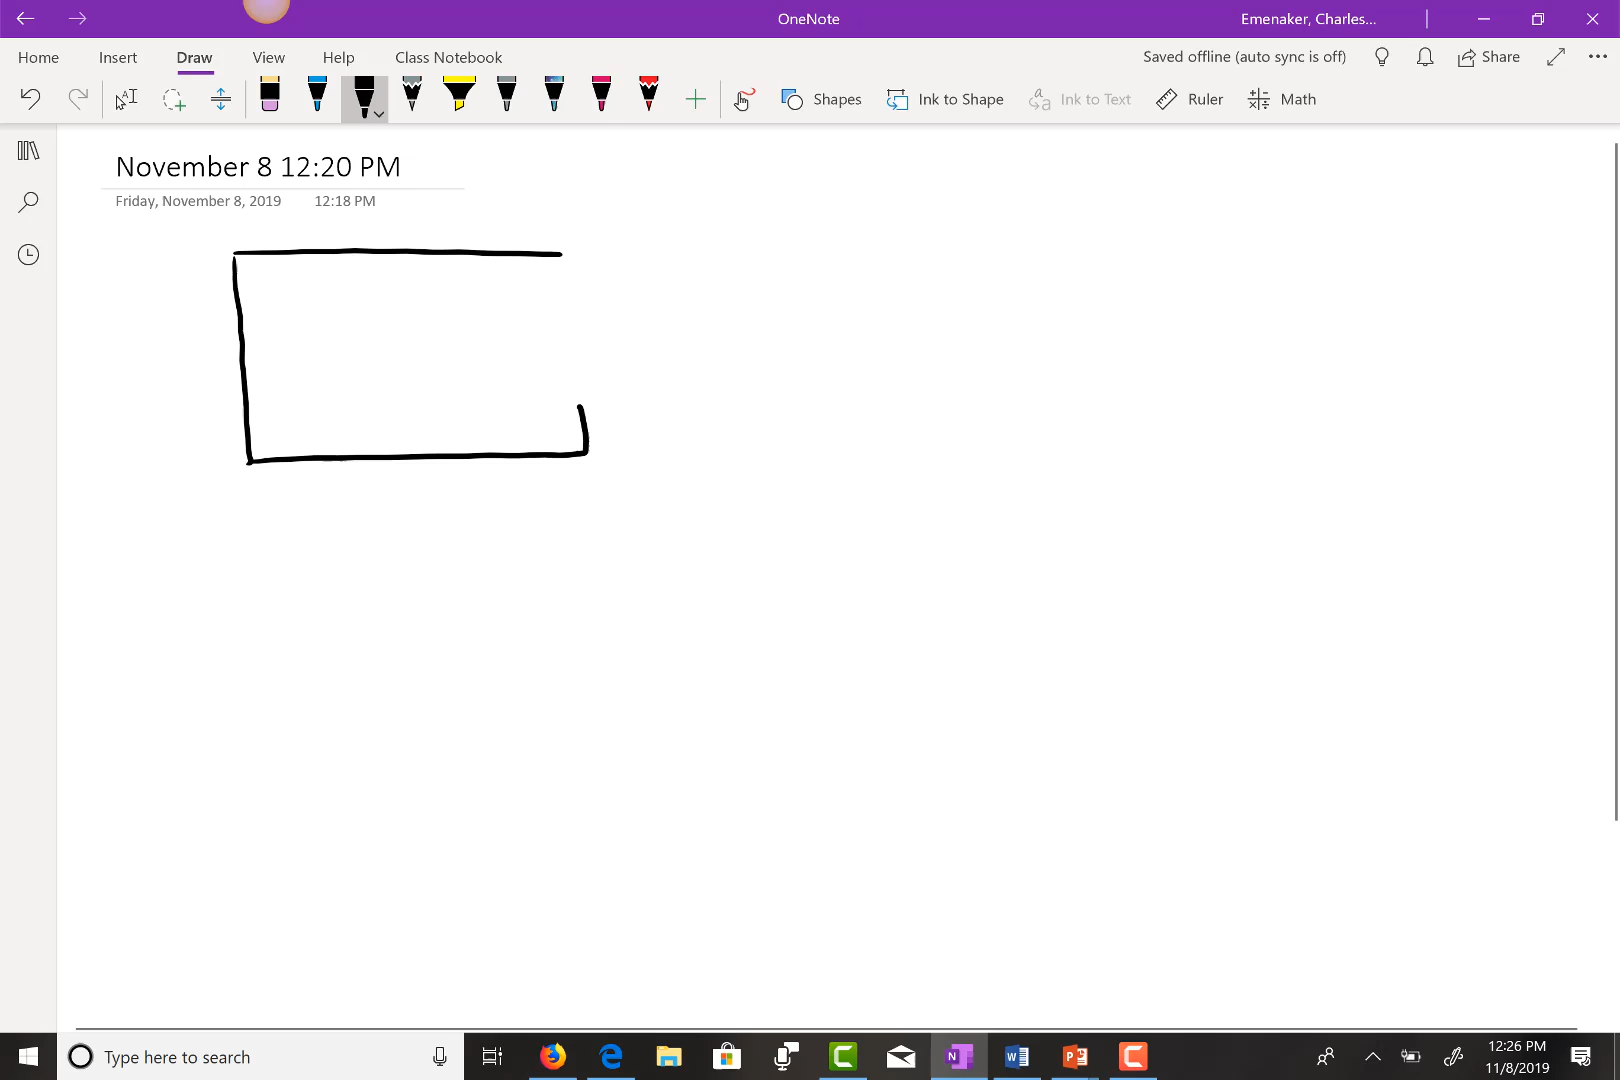 OneNote
Emenaker, Charles...
Home Insert Draw View Help Class Notebook
Saved offline (auto sync is off) Share
Shapes Ink to Shape Ink to Text Ruler Math
November 8 12:20 PM
Friday, November 8, 2019 12:18 PM
Type here to search
12:26 PM
11/8/2019